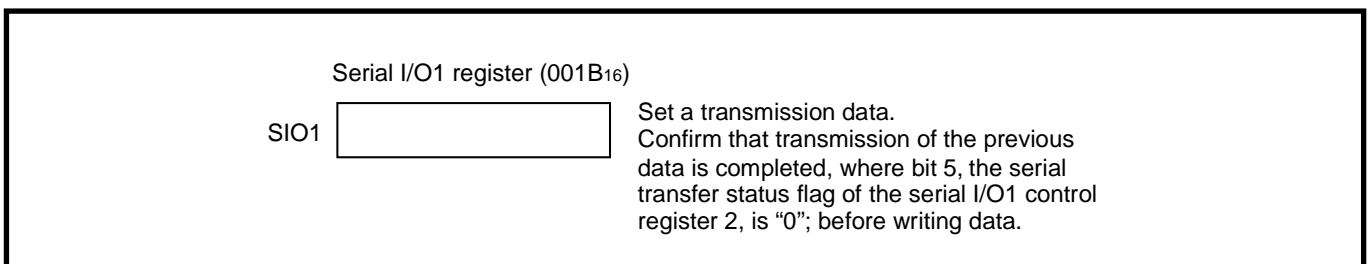 Serial I/O1 register (001B16)
SIO1
Set a transmission data.
Confirm that transmission of the previous
data is completed, where bit 5, the serial
transfer status flag of the serial I/O1 control
register 2, is “0”; before writing data.